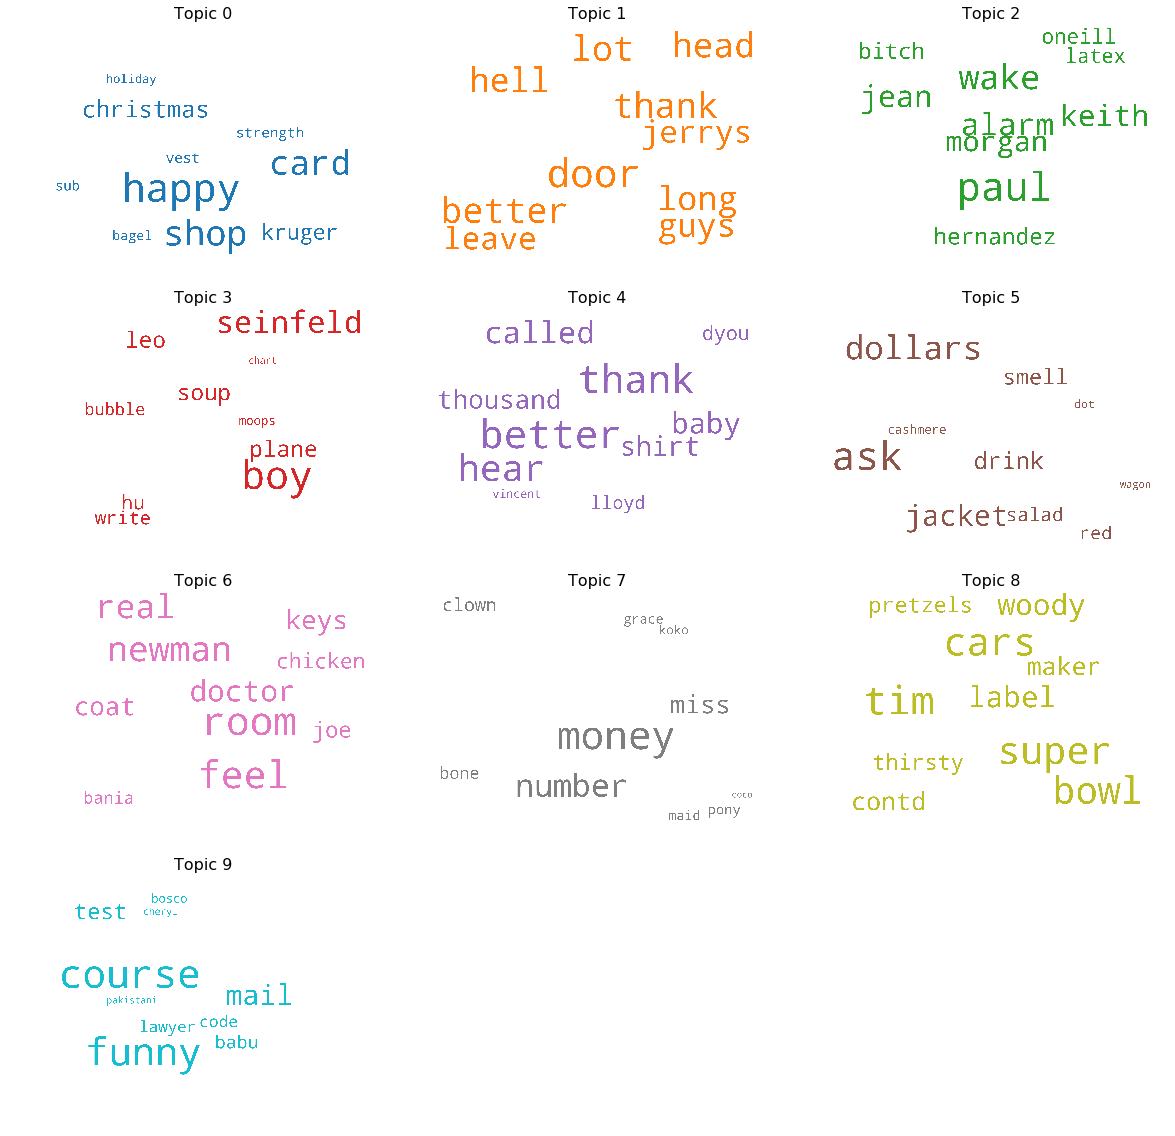 Topic 0
holiday
christmas
strength
vest
card
sub
happy
bagel
shop
kruger
Topic 1
lot
head
hell
thank
jerrys
door
long
better
guys
leave
Topic 2
oneill
bitch
latex
wake
jean
keith
alarm
morgan
paul
hernandez
Topic 3
seinfeld
leo
chart
soup
bubble
moops
plane
boy
hu
write
Topic 4
called
dyou
thank
thousand
baby
better
shirt
hear
vincent
lloyd
Topic 5
dollars
smell
dot
cashmere
ask
drink
wagon
jacket
salad
red
Topic 6
real
keys
newman
chicken
doctor
coat
room
joe
feel
bania
Topic 7
clown
grace
koko
miss
money
bone
number
coco
pony
maid
Topic 8
pretzels
woody
cars
maker
tim
label
super
thirsty
bowl
contd
Topic 9
bosco
test
cheryl
course
mail
pakistani
code
lawyer
babu
funny